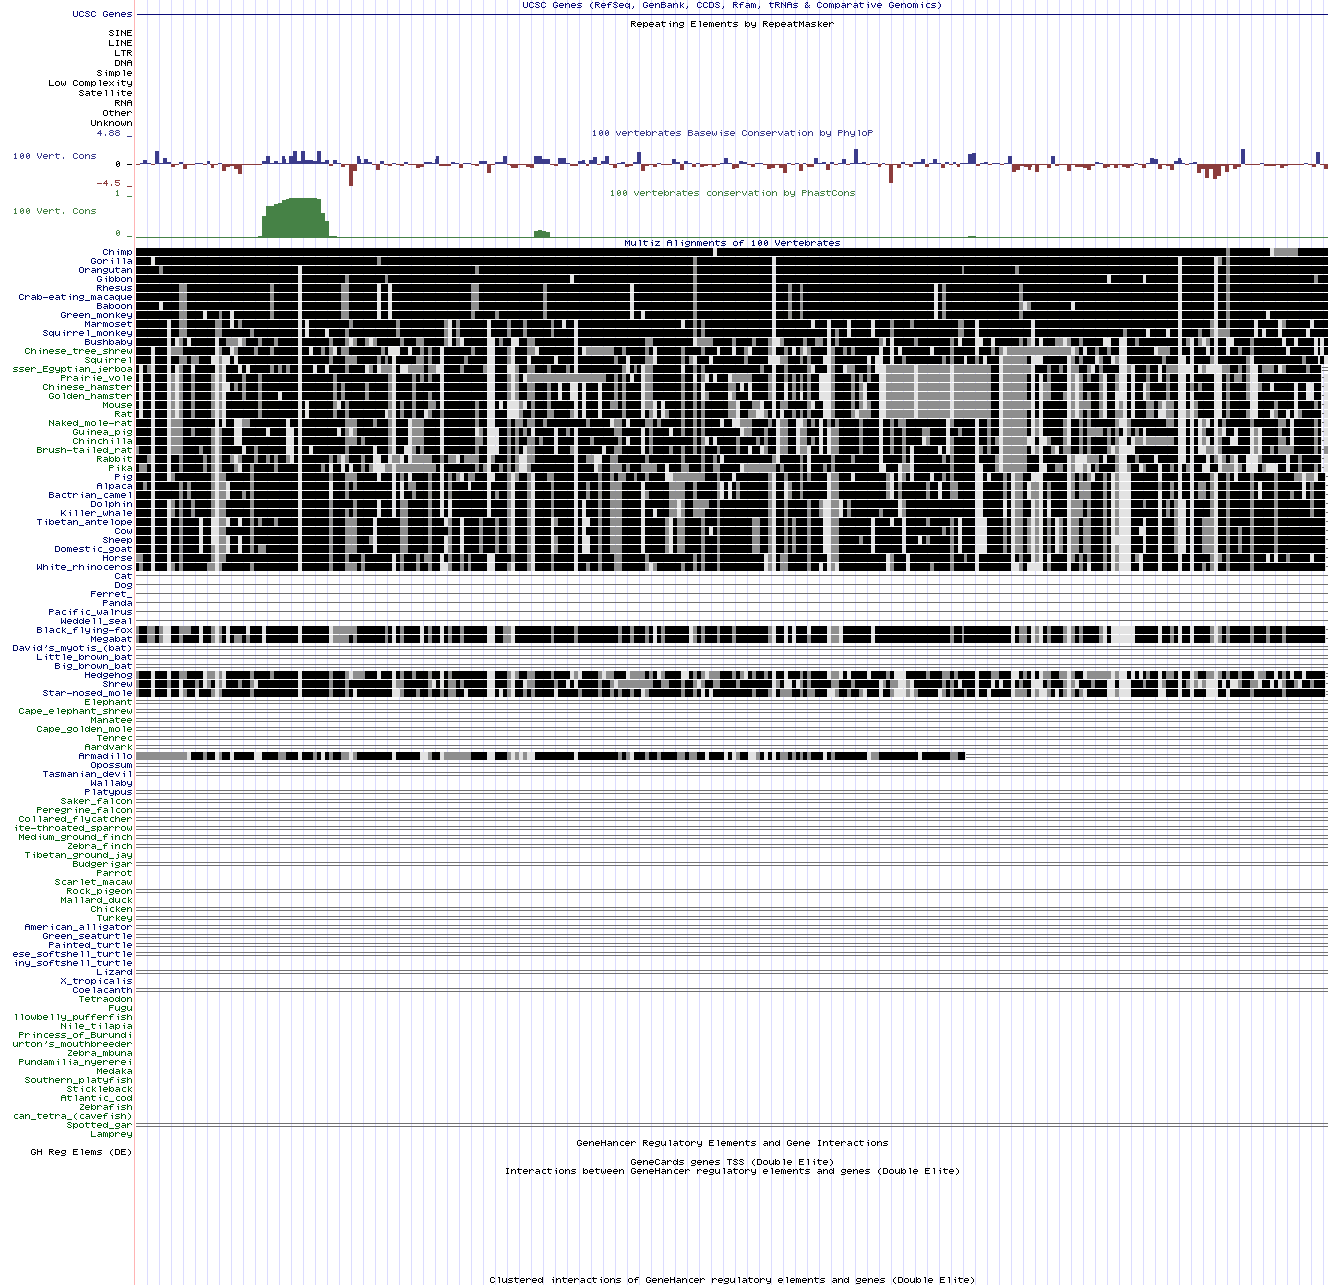 UCSC Genes (RefSeq, GenBank, CCDS, Rfam, tRNAs & Comparative Genomics)
UCSC Genes
Repeating Elements by RepeatMasker
SINE
LINE
LTR
DNA
Simple
Low Complexity
Satellite
RNA
Other
Unknown
4.88 _
100 vertebrates Basewise Conservation by PhyloP
100 Vert. Cons
0 _
-4.5 _
1 _
100 vertebrates conservation by PhastCons
100 Vert. Cons
0 _
Multiz Alignments of 100 Vertebrates
Chimp
Gorilla
Orangutan
Gibbon
Rhesus
Crab-eating_macaque
Baboon
Green_monkey
Marmoset
Squirrel_monkey
Bushbaby
Chinese_tree_shrew
Squirrel
sser_Egyptian_jerboa
Prairie_vole
Chinese_hamster
Golden_hamster
Mouse
Rat
Naked_mole-rat
Guinea_pig
Chinchilla
Brush-tailed_rat
Rabbit
Pika
Pig
Alpaca
Bactrian_camel
Dolphin
Killer_whale
Tibetan_antelope
Cow
Sheep
Domestic_goat
Horse
White_rhinoceros
Cat
Dog
Ferret_
Panda
Pacific_walrus
Weddell_seal
Black_flying-fox
Megabat
David's_myotis_(bat)
Little_brown_bat
Big_brown_bat
Hedgehog
Shrew
Star-nosed_mole
Elephant
Cape_elephant_shrew
Manatee
Cape_golden_mole
Tenrec
Aardvark
Armadillo
Opossum
Tasmanian_devil
Wallaby
Platypus
Saker_falcon
Peregrine_falcon
Collared_flycatcher
ite-throated_sparrow
Medium_ground_finch
Zebra_finch
Tibetan_ground_jay
Budgerigar
Parrot
Scarlet_macaw
Rock_pigeon
Mallard_duck
Chicken
Turkey
American_alligator
Green_seaturtle
Painted_turtle
ese_softshell_turtle
iny_softshell_turtle
Lizard
X_tropicalis
Coelacanth
Tetraodon
Fugu
llowbelly_pufferfish
Nile_tilapia
Princess_of_Burundi
urton's_mouthbreeder
Zebra_mbuna
Pundamilia_nyererei
Medaka
Southern_platyfish
Stickleback
Atlantic_cod
Zebrafish
can_tetra_(cavefish)
Spotted_gar
Lamprey
GeneHancer Regulatory Elements and Gene Interactions
GH Reg Elems (DE)
GeneCards genes TSS (Double Elite)
Interactions between GeneHancer regulatory elements and genes (Double Elite)
Clustered interactions of GeneHancer regulatory elements and genes (Double Elite)